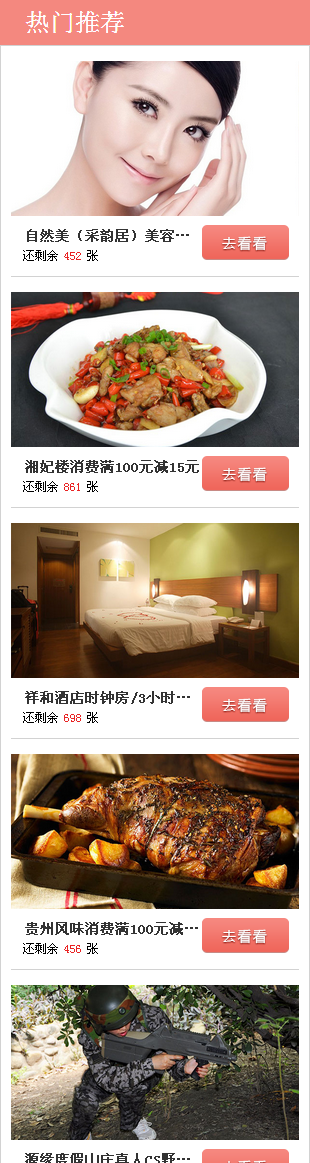 热门推荐
自然美（采韵居）美容…
去看看
还剩余 452 张
湘妃楼消费满100元减15元
去看看
还剩余 861 张
祥和酒店时钟房/3小时…
去看看
还剩余 698 张
贵州风味消费满100元减…
去看看
还剩余 456 张
源缘度假山庄真人CS野…
去看看